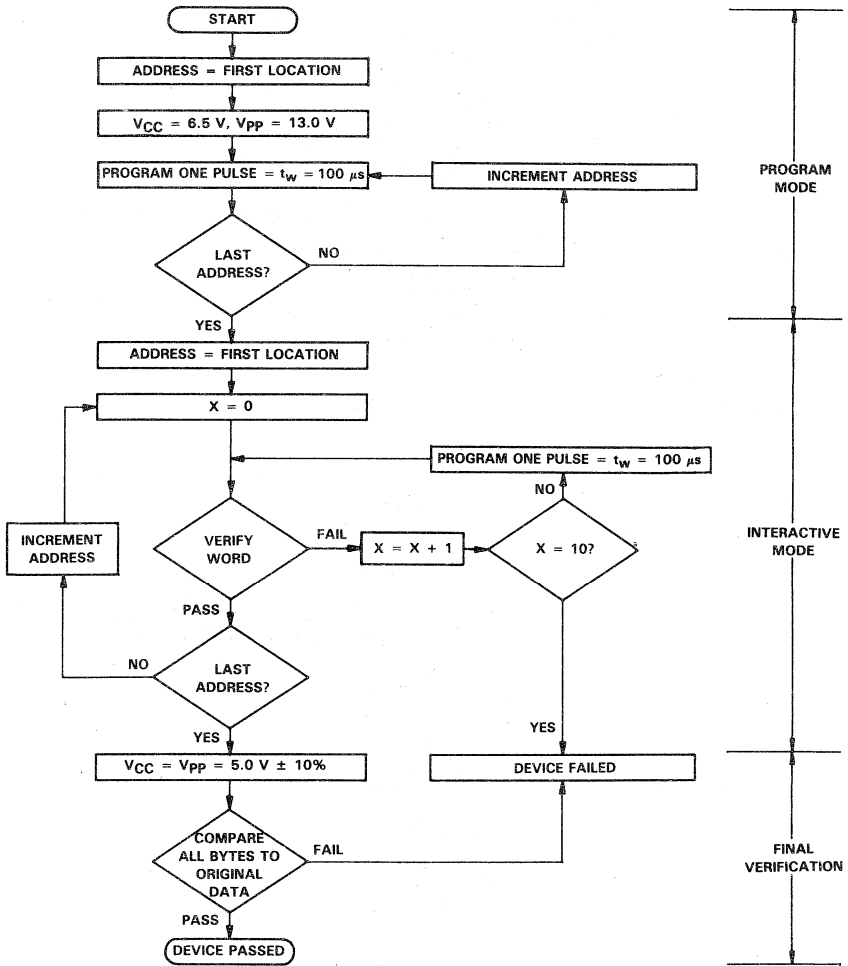 START
ADDRESS = FIRST LOCATION
VCC = 6.5 V, VPP = 13.0 V
PROGRAM ONE PULSE = tw = 100 μs
INCREMENT ADDRESS
LAST
ADDRESS?
NO
YES
PROGRAM
MODE
ADDRESS = FIRST LOCATION
X = 0
PROGRAM ONE PULSE = tw = 100 μs
NO
INCREMENT
ADDRESS
VERIFY
WORD
FAIL
X = X + 1
X = 10?
INTERACTIVE
MODE
PASS
NO
LAST
ADDRESS?
YES
YES
VCC = VPP = 5.0 V ± 10%
DEVICE FAILED
COMPARE
ALL BYTES TO
ORIGINAL
DATA
FAIL
FINAL
VERIFICATION
PASS
DEVICE PASSED